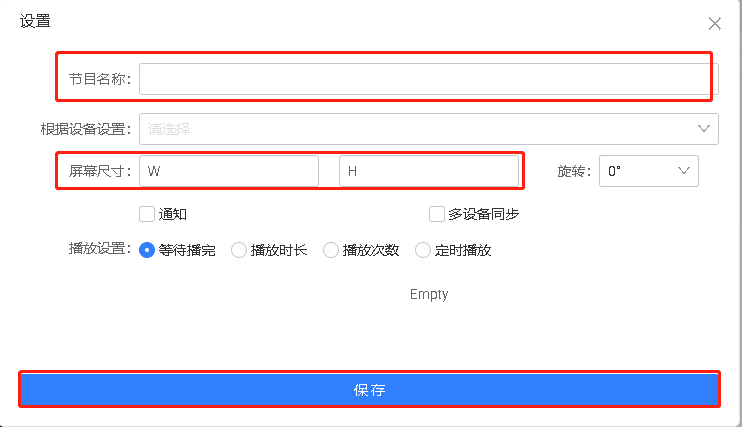 设置
节目名称：
根据设备设置： 请选择
屏幕尺寸： W H 旋转： 0°
通知 多设备同步
播放设置： 等待播完 播放时长 播放次数 定时播放
Empty
保存